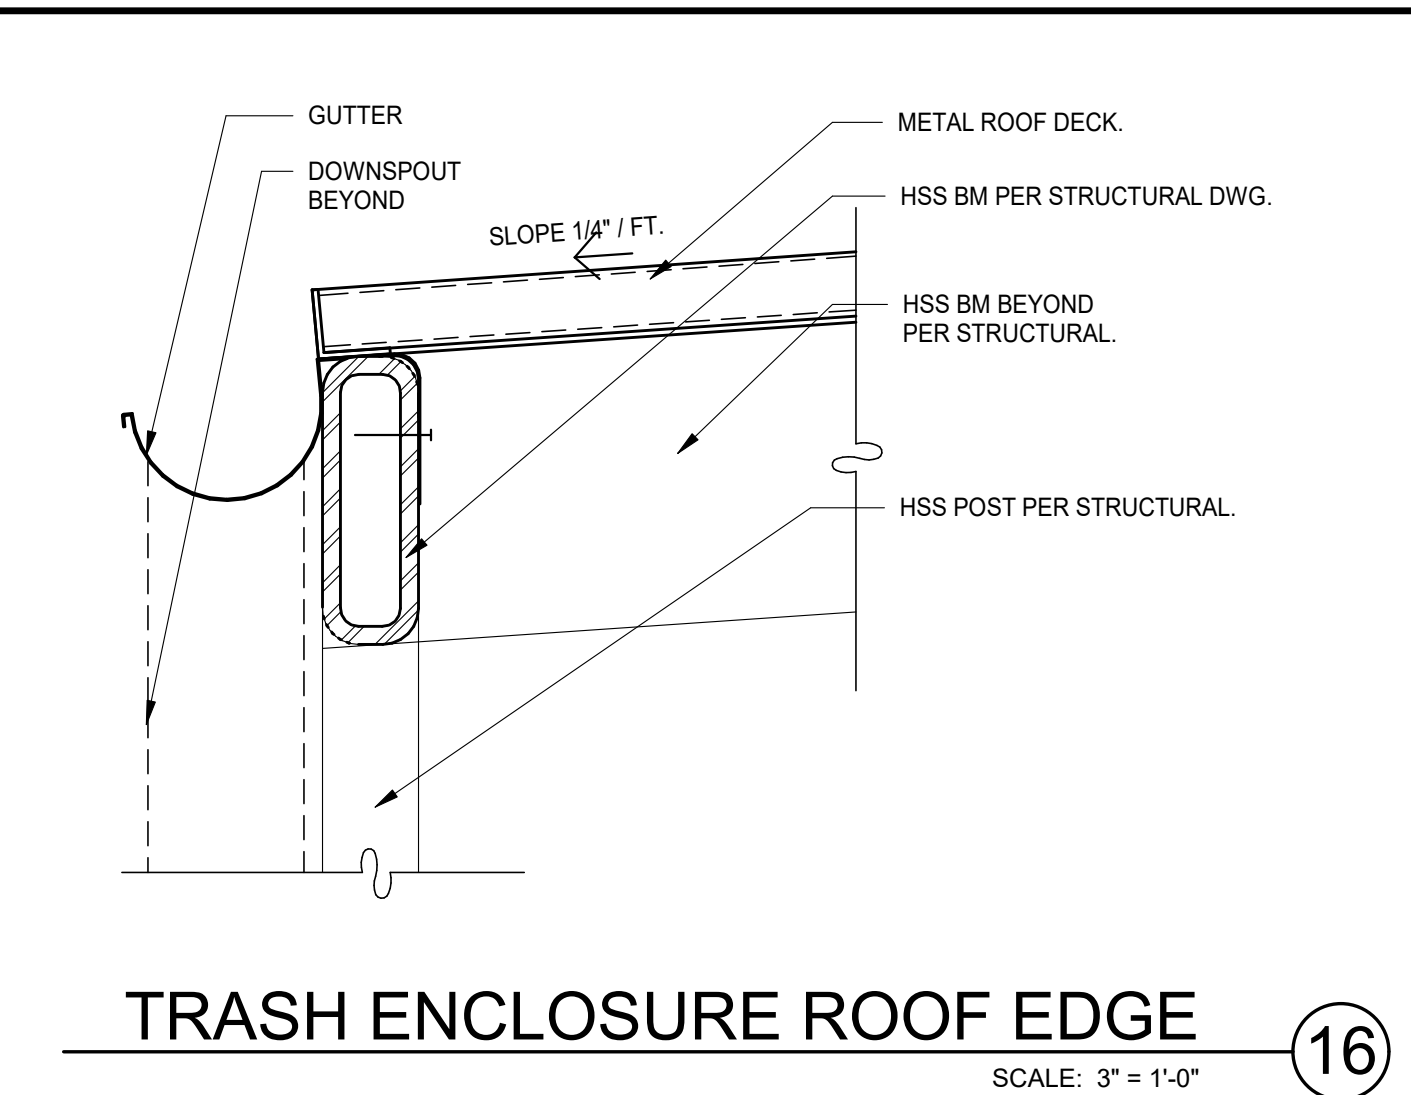 GUTTER
DOWNSPOUT
BEYOND
SLOPE 1/4" / FT.
METAL ROOF DECK.
HSS BM PER STRUCTURAL DWG.
HSS BM BEYOND
PER STRUCTURAL.
HSS POST PER STRUCTURAL.
TRASH ENCLOSURE ROOF EDGE
16
SCALE: 3" = 1'-0"